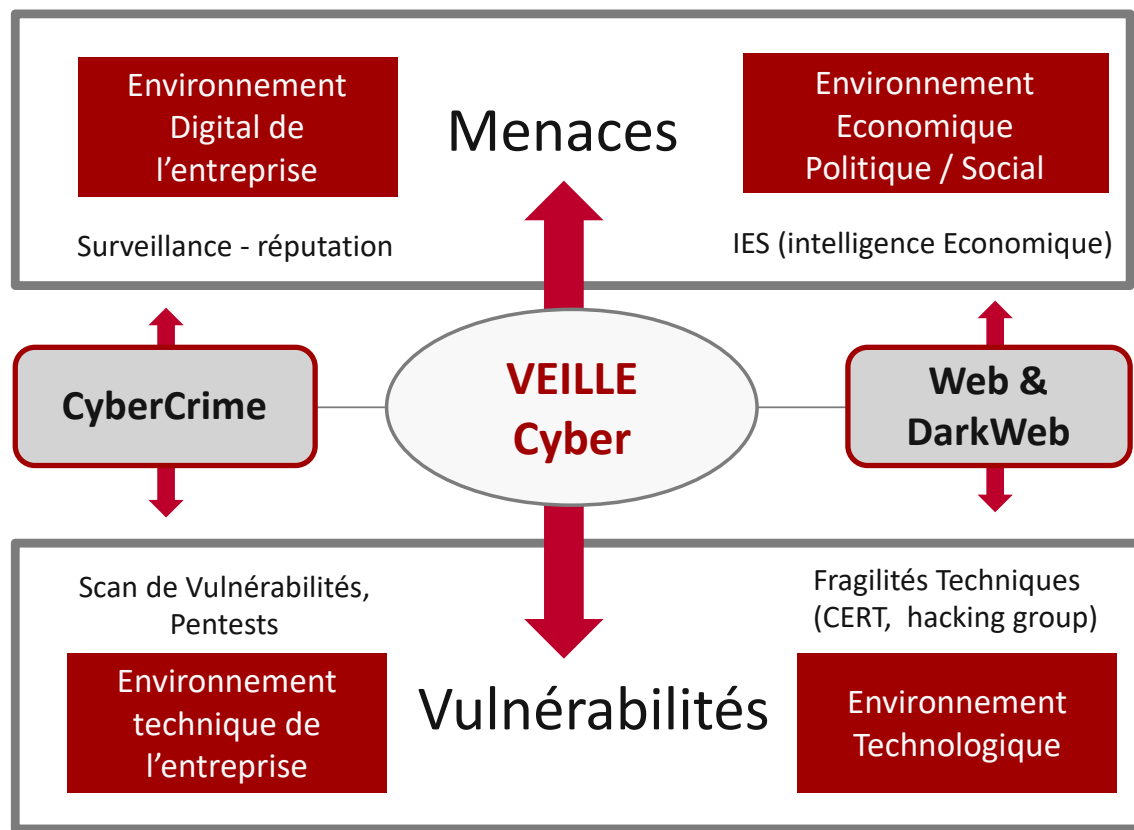 Environnement
Digital de
l’entreprise
Menaces
Environnement
Economique
Politique / Social
Surveillance - réputation
IES (intelligence Economique)
CyberCrime
VEILLE
Cyber
Web &
DarkWeb
Scan de Vulnérabilités,
Pentests
Fragilités Techniques
(CERT,  hacking group)
Environnement
technique de
l’entreprise
Vulnérabilités
Environnement
Technologique